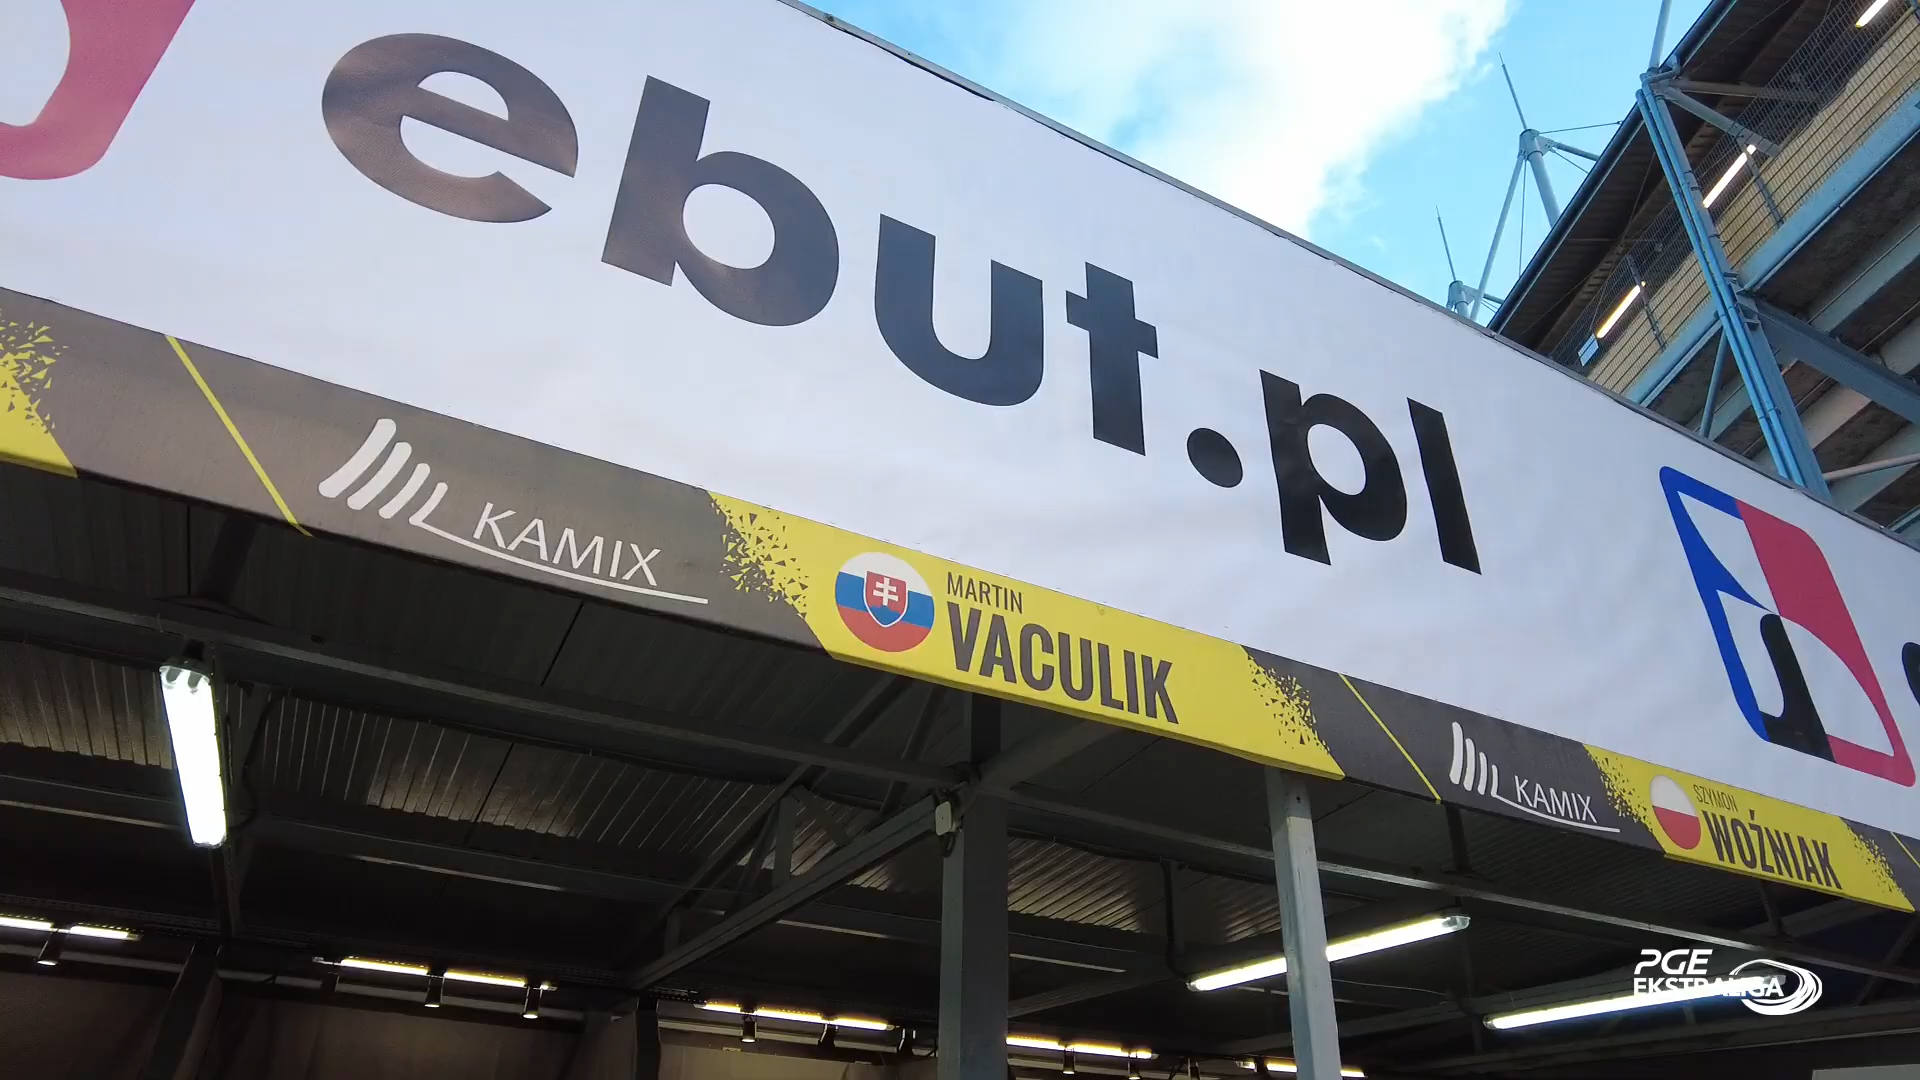 ebut.pl
KAMIX
MARTIN
VACULIK
KAMIX
SZYMON
WOŹNIAK
PGE
EKSTRALIGA